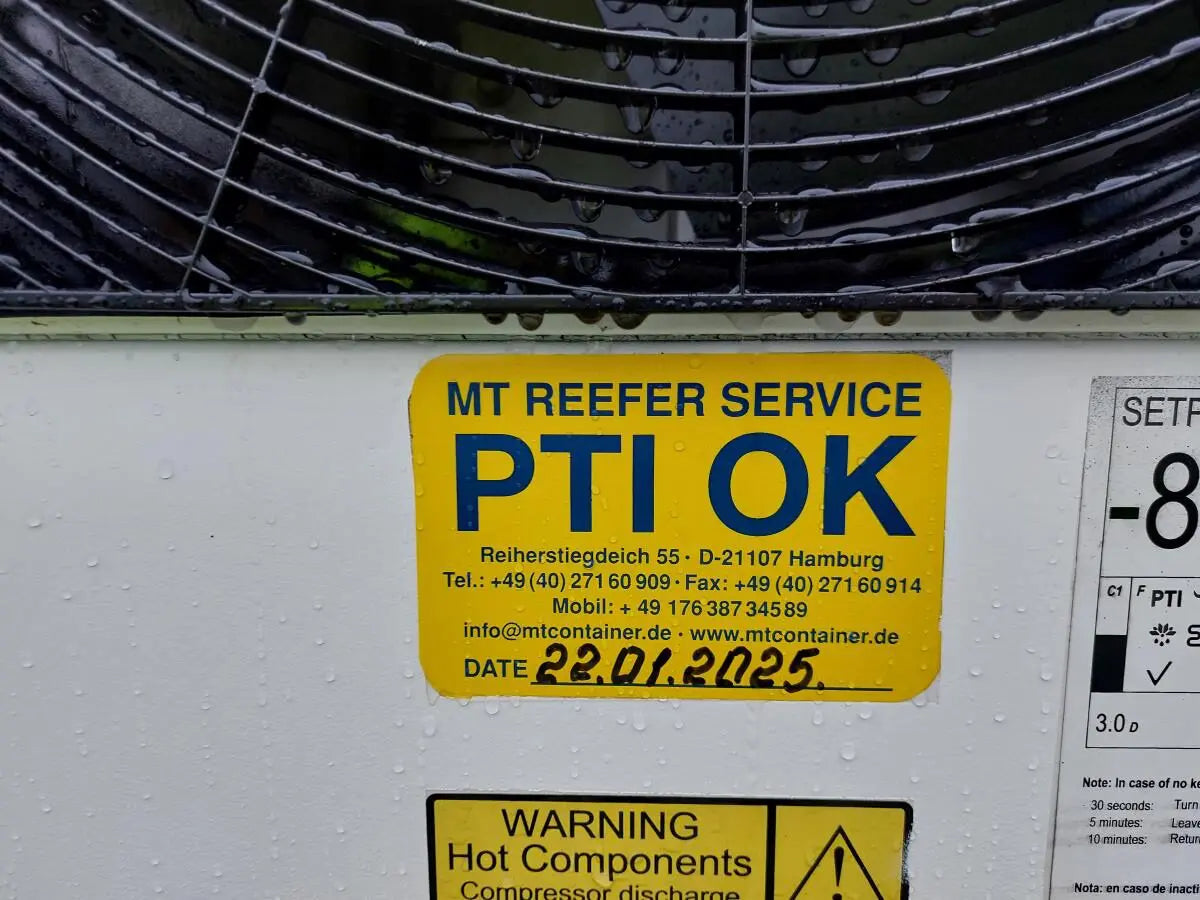 MT REEFER SERVICE
PTI OK
Reiherstiegdeich 55 · D-21107 Hamburg
Tel.: +49 (40) 271 60 909 · Fax: +49 (40) 271 60 914
Mobil: + 49 176 387 345 89
info@mtcontainer.de · www.mtcontainer.de
DATE 22.01.2025.
WARNING
Hot Components
Compressor discharge
-8
C1 F PTI
3.0 D
Note: In case of no
30 seconds: Turn
5 minutes:
10 minutes:
Nota: en caso de